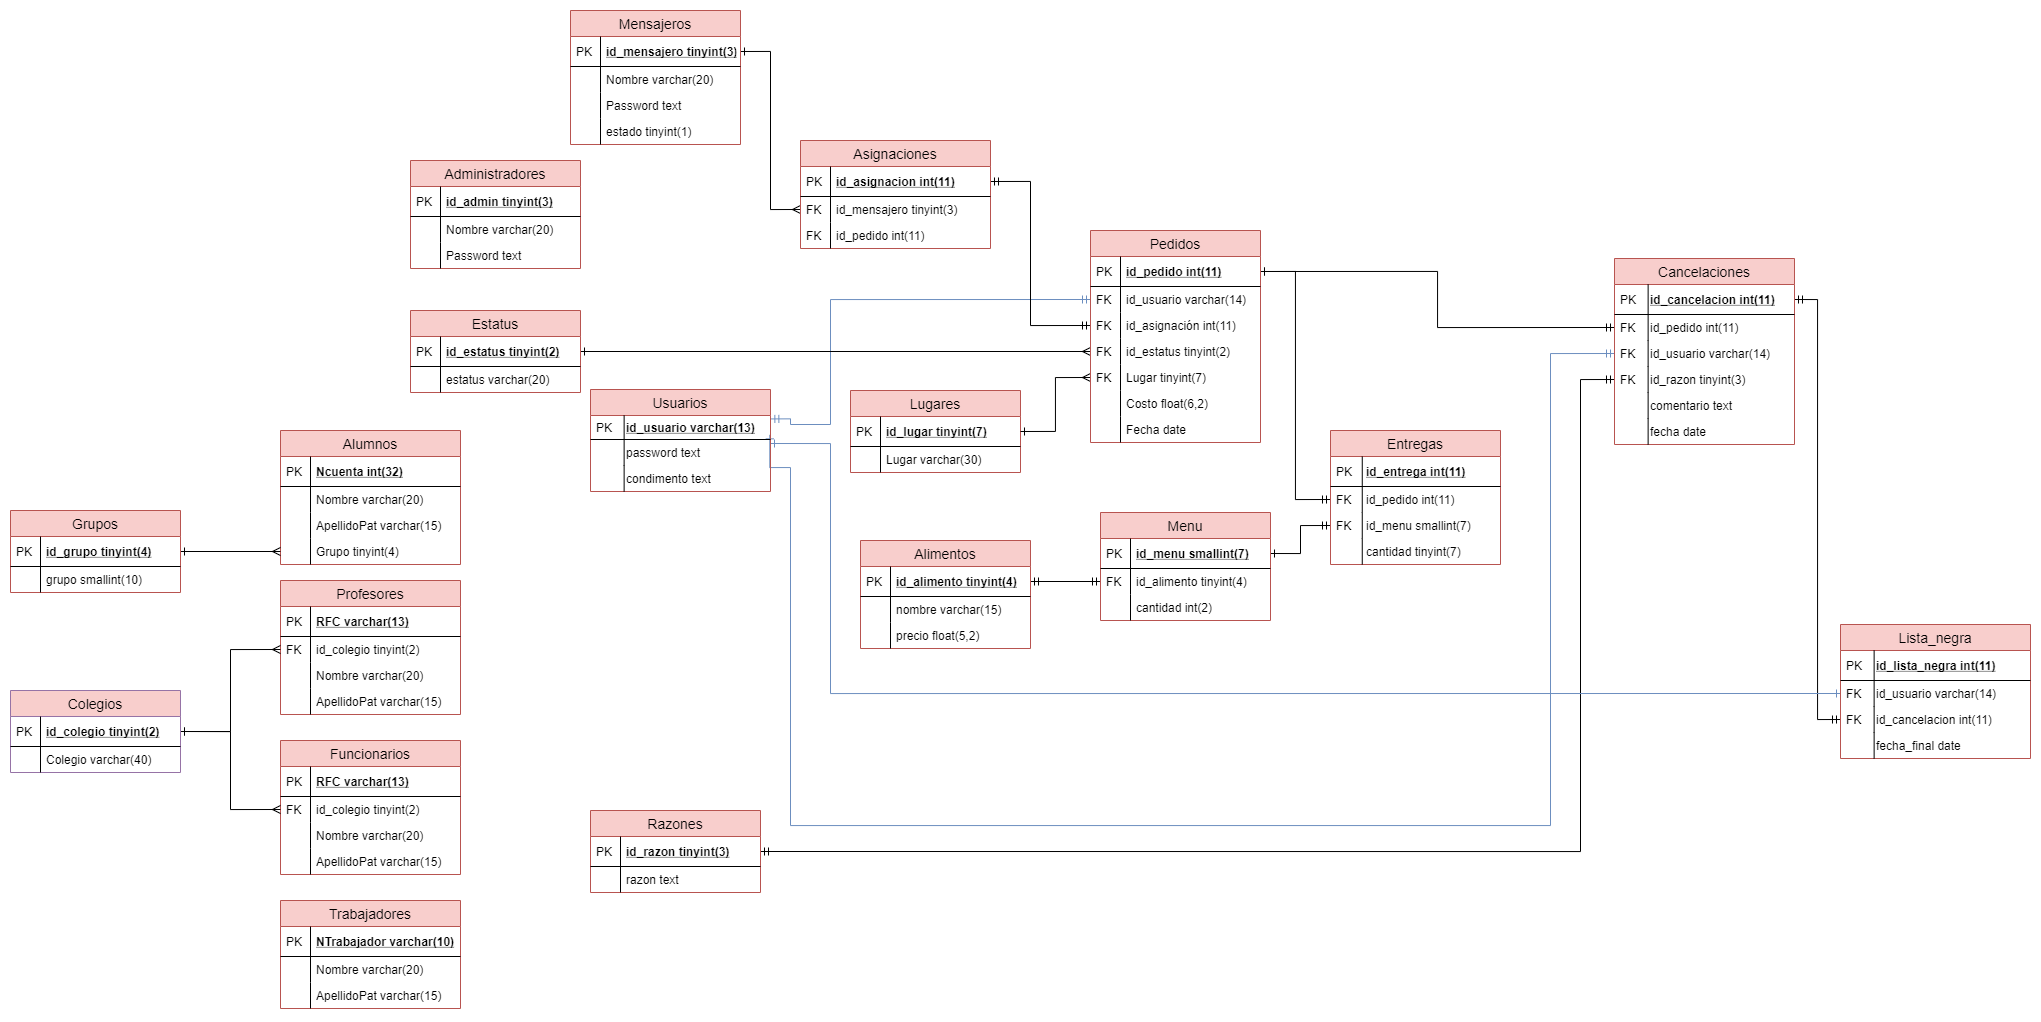 Mensajeros
PK id_mensajero tinyint(3)
Nombre varchar(20)
Password text
estado tinyint(1)
Administradores
PK id_admin tinyint(3)
Nombre varchar(20)
Password text
Asignaciones
PK id_asignacion int(11)
FK id_mensajero tinyint(3)
FK id_pedido int(11)
Pedidos
PK id_pedido int(11)
FK id_usuario varchar(14)
FK id_asignación int(11)
FK id_estatus tinyint(2)
FK Lugar tinyint(7)
Costo float(6,2)
Fecha date
Cancelaciones
PK id_cancelacion int(11)
FK id_pedido int(11)
FK id_usuario varchar(14)
FK id_razon tinyint(3)
comentario text
fecha date
Estatus
PK id_estatus tinyint(2)
estatus varchar(20)
Usuarios
PK id_usuario varchar(13)
password text
condimento text
Lugares
PK id_lugar tinyint(7)
Lugar varchar(30)
Alumnos
PK Ncuenta int(32)
Nombre varchar(20)
ApellidoPat varchar(15)
Grupo tinyint(4)
Entregas
PK id_entrega int(11)
FK id_pedido int(11)
FK id_menu smallint(7)
cantidad tinyint(7)
Grupos
PK id_grupo tinyint(4)
grupo smallint(10)
Menu
PK id_menu smallint(7)
FK id_alimento tinyint(4)
cantidad int(2)
Alimentos
PK id_alimento tinyint(4)
nombre varchar(15)
precio float(5,2)
Profesores
PK RFC varchar(13)
FK id_colegio tinyint(2)
Nombre varchar(20)
ApellidoPat varchar(15)
Lista_negra
PK id_lista_negra int(11)
FK id_usuario varchar(14)
FK id_cancelacion int(11)
fecha_final date
Colegios
PK id_colegio tinyint(2)
Colegio varchar(40)
Funcionarios
PK RFC varchar(13)
FK id_colegio tinyint(2)
Nombre varchar(20)
ApellidoPat varchar(15)
Razones
PK id_razon tinyint(3)
razon text
Trabajadores
PK NTrabajador varchar(10)
Nombre varchar(20)
ApellidoPat varchar(15)